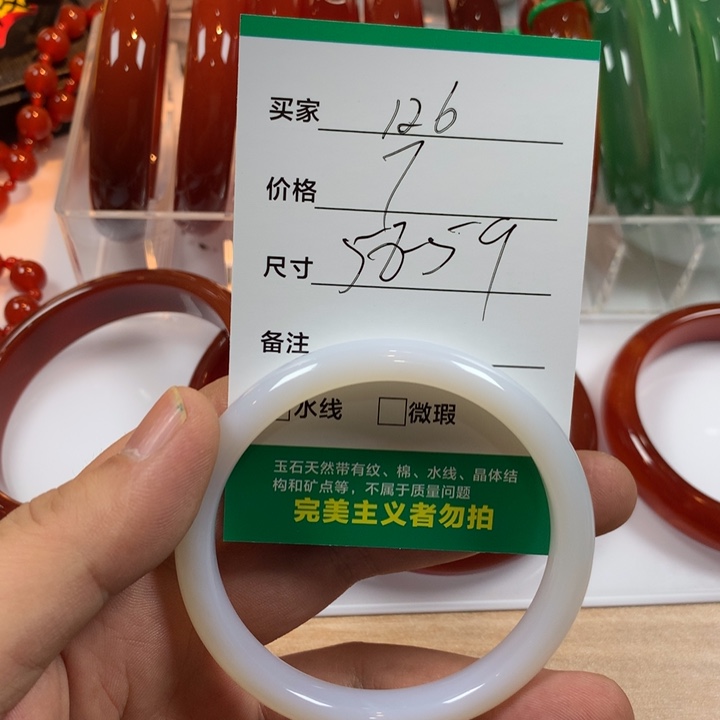 买家 126
价格 7
尺寸 58.59
备注
水线 微瑕
玉石天然带有纹、棉、水线、晶体结
构和矿点等，不属于质量问题
完美主义者勿拍